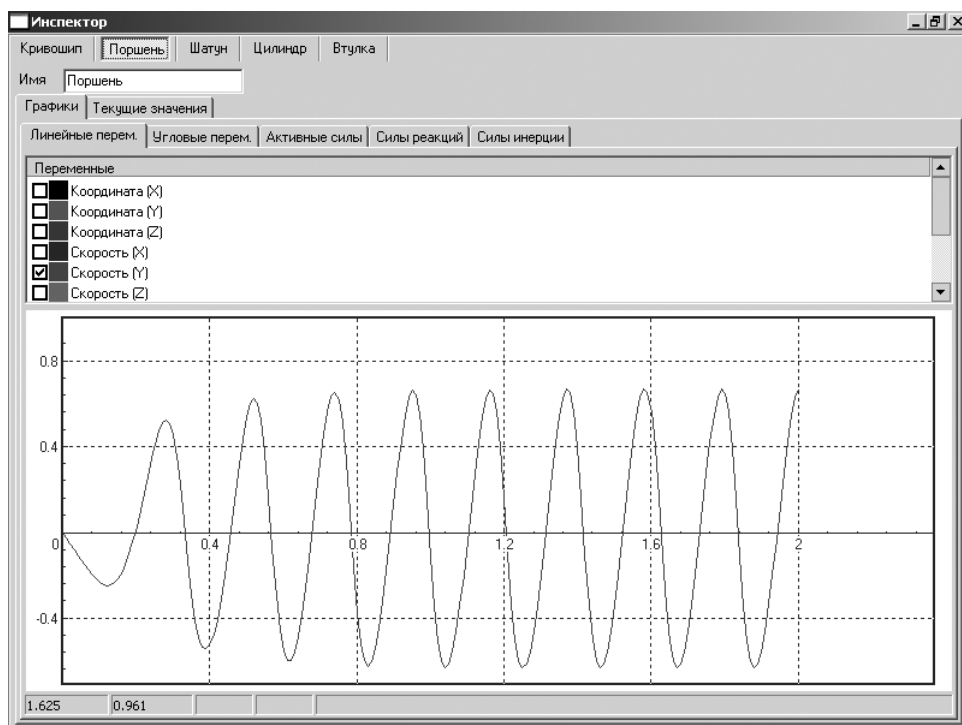 Инспектор
Кривошип Поршень Шатун Цилиндр Втулка
Имя Поршень
Графики Текущие значения
Линейные перем. Угловые перем. Активные силы Силы реакций Силы инерции
Переменные
Координата (X)
Координата (Y)
Координата (Z)
Скорость (X)
Скорость (Y)
Скорость (Z)
0.8
0.4
0 0.4 0.8 1.2 1.6 2
-0.4
1.625 0.961